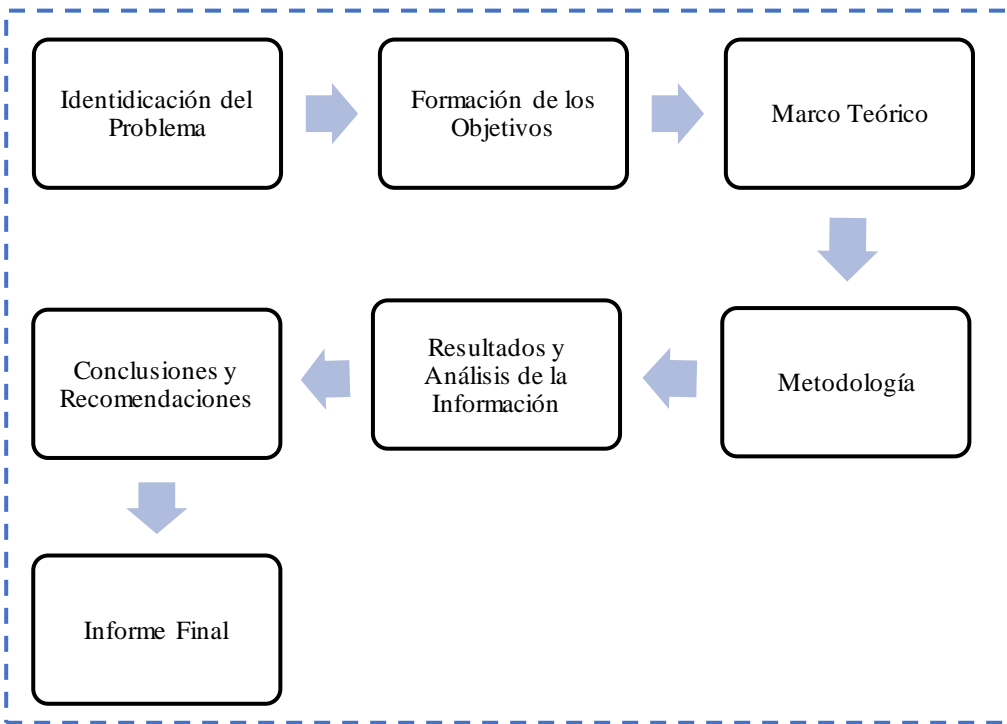 Identidicación del
Problema
Formación de los
Objetivos
Marco Teórico
Metodología
Resultados y
Análisis de la
Información
Conclusiones y
Recomendaciones
Informe Final